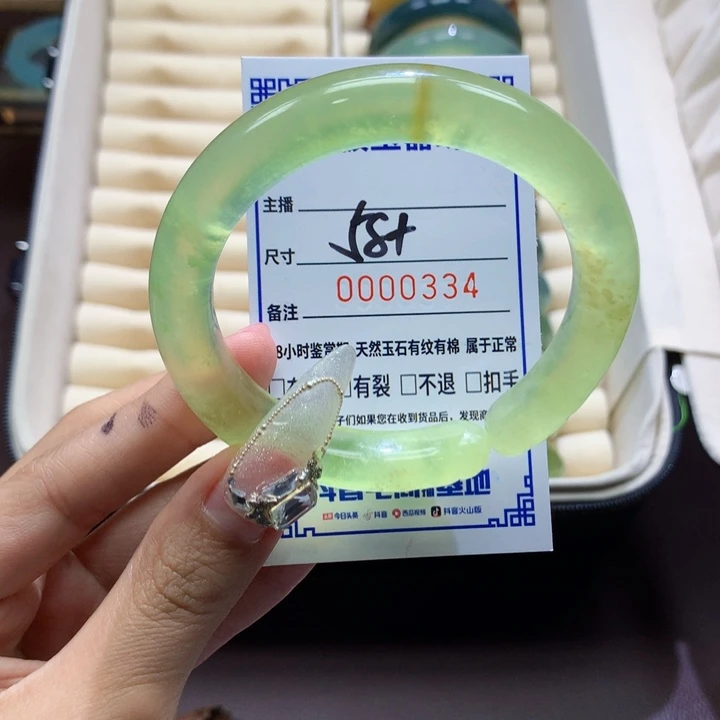 主播
尺寸 58+
0000334
备注
8小时鉴赏期 天然玉石有纹有棉 属于正常
有裂 □不退 □扣手
子们如果您在收到货品后，发现商
今日头条 抖音 西瓜视频 抖音火山版